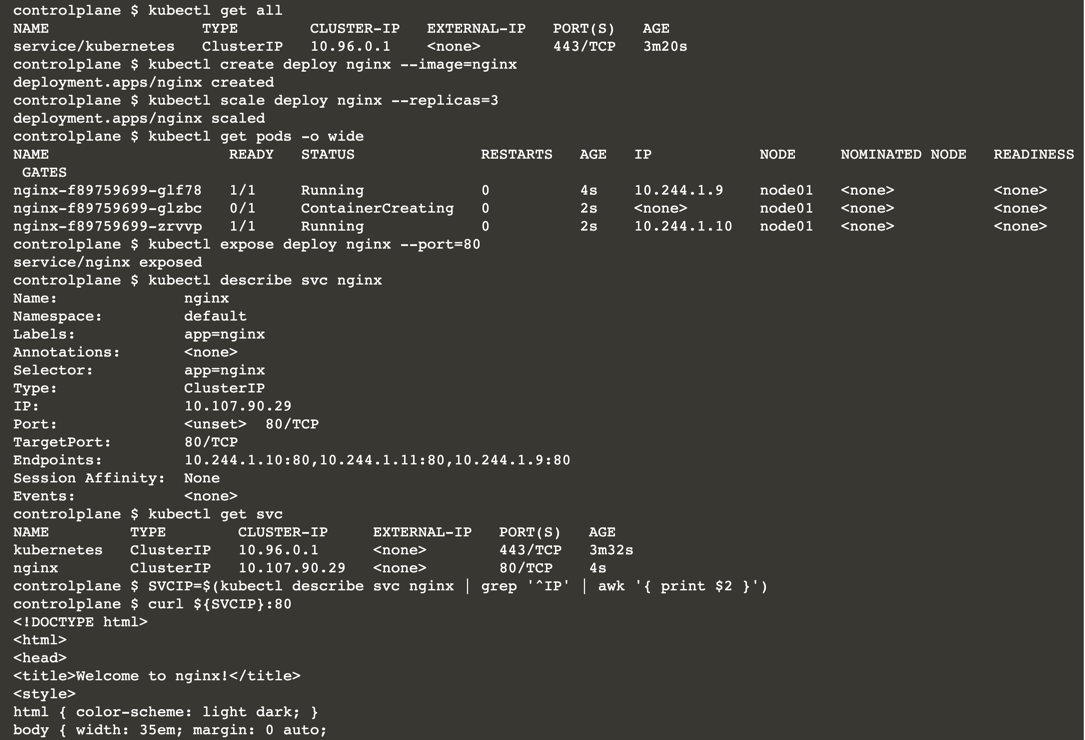 controlplane $ kubectl get all
NAME                 TYPE        CLUSTER-IP   EXTERNAL-IP   PORT(S)   AGE
service/kubernetes   ClusterIP   10.96.0.1    <none>        443/TCP   3m20s
controlplane $ kubectl create deploy nginx --image=nginx
deployment.apps/nginx created
controlplane $ kubectl scale deploy nginx --replicas=3
deployment.apps/nginx scaled
controlplane $ kubectl get pods -o wide
NAME                    READY   STATUS              RESTARTS   AGE   IP            NODE     NOMINATED NODE   READINESS
 GATES
nginx-f89759699-glf78   1/1     Running             0          4s    10.244.1.9    node01   <none>           <none>
nginx-f89759699-glzbc   0/1     ContainerCreating   0          2s    <none>        node01   <none>           <none>
nginx-f89759699-zrvvp   1/1     Running             0          2s    10.244.1.10   node01   <none>           <none>
controlplane $ kubectl expose deploy nginx --port=80
service/nginx exposed
controlplane $ kubectl describe svc nginx
Name:              nginx
Namespace:         default
Labels:            app=nginx
Annotations:       <none>
Selector:          app=nginx
Type:              ClusterIP
IP:                10.107.90.29
Port:              <unset>  80/TCP
TargetPort:        80/TCP
Endpoints:         10.244.1.10:80,10.244.1.11:80,10.244.1.9:80
Session Affinity:  None
Events:            <none>
controlplane $ kubectl get svc
NAME         TYPE        CLUSTER-IP     EXTERNAL-IP   PORT(S)   AGE
kubernetes   ClusterIP   10.96.0.1      <none>        443/TCP   3m32s
nginx        ClusterIP   10.107.90.29   <none>        80/TCP    4s
controlplane $ SVCIP=$(kubectl describe svc nginx | grep '^IP' | awk '{ print $2 }')
controlplane $ curl ${SVCIP}:80
<!DOCTYPE html>
<html>
<head>
<title>Welcome to nginx!</title>
<style>
html { color-scheme: light dark; }
body { width: 35em; margin: 0 auto;